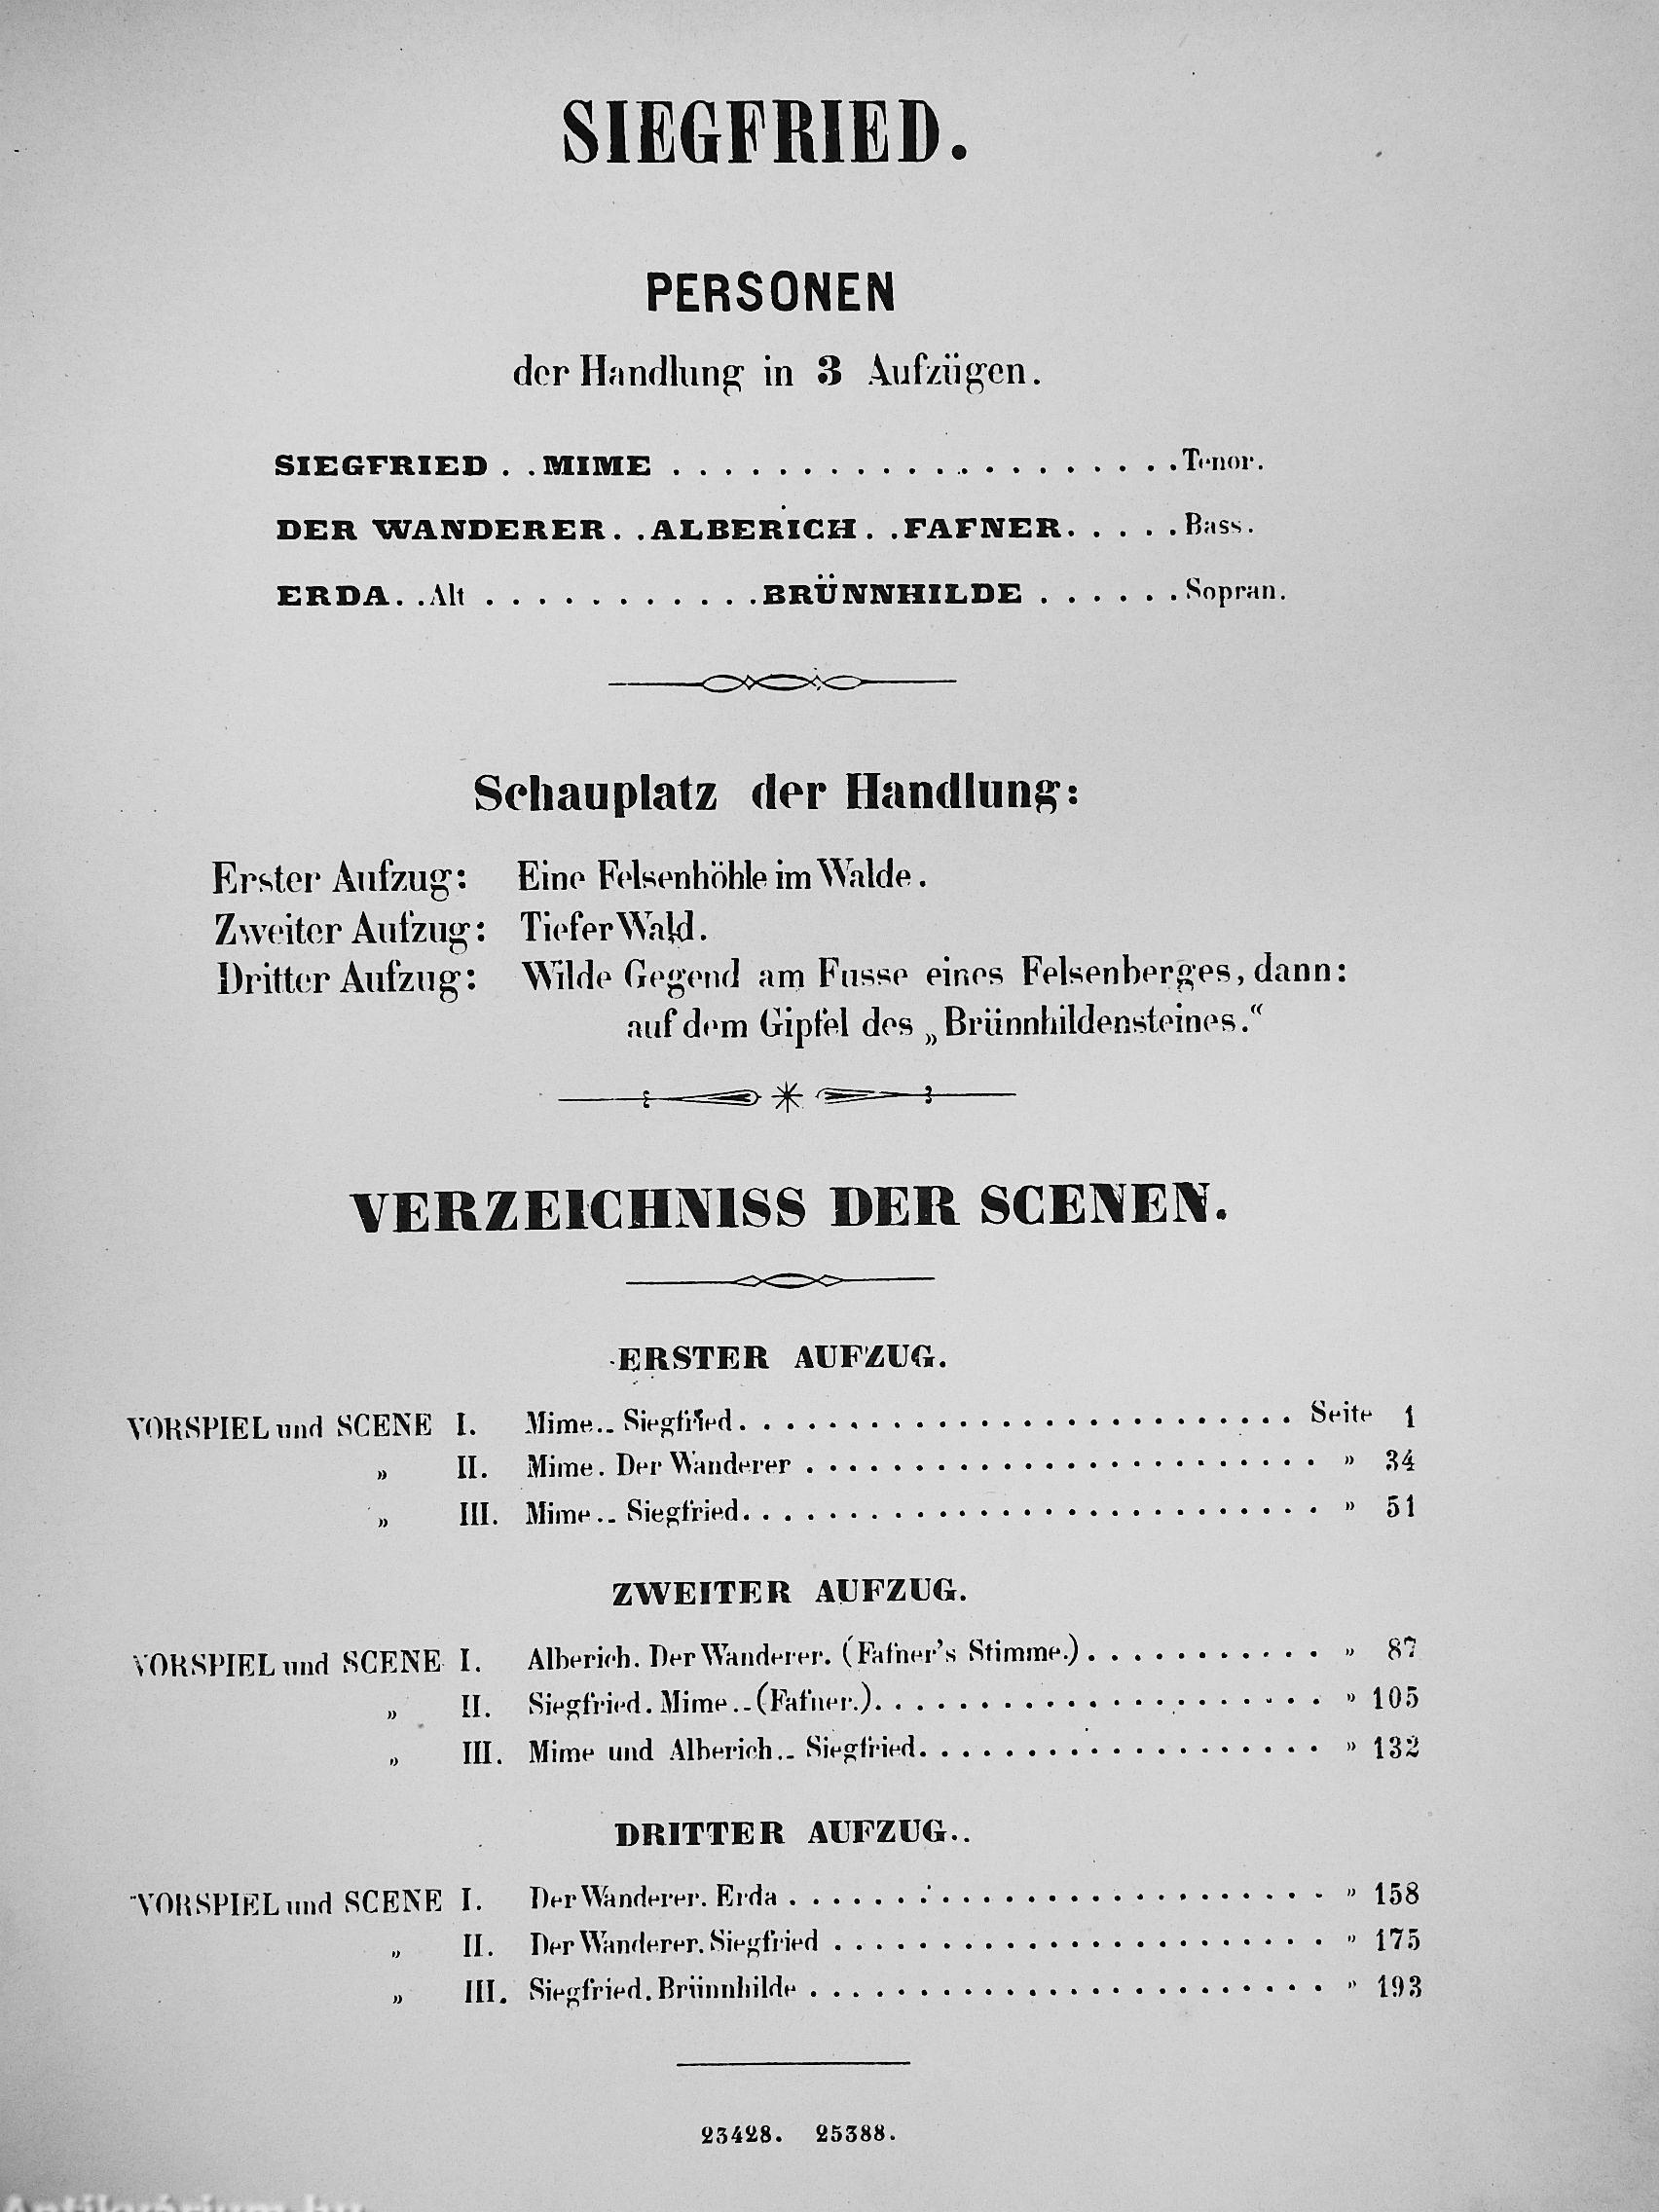 SIEGFRIED.
PERSONEN
der Handlung in 3 Aufzügen.
SIEGFRIED . . MIME . . . . . . . . . . . . . . . . . . . . Tenor.
DER WANDERER. . ALBERICH. . FAFNER. . . . . Bass.
ERDA. . Alt . . . . . . . . . . . BRÜNNHILDE . . . . . . Sopran.
Schauplatz der Handlung:
Erster Aufzug: Eine Felsenhöhle im Walde.
Zweiter Aufzug: Tiefer Wald.
Dritter Aufzug: Wilde Gegend am Fusse eines Felsenberges, dann:
auf dem Gipfel des „Brünnhildensteines.“
VERZEICHNISS DER SCENEN.
ERSTER AUFZUG.
VORSPIEL und SCENE I. Mime.. Siegfried. . . . . . . . . . . . . . . . . . . . . . . . . Seite 1
„ II. Mime. Der Wanderer . . . . . . . . . . . . . . . . . . . . . . . . „ 34
„ III. Mime.. Siegfried. . . . . . . . . . . . . . . . . . . . . . . . . . . „ 51
ZWEITER AUFZUG.
VORSPIEL und SCENE I. Alberich. Der Wanderer. (Fafner's Stimme.) . . . . . . . . . . . „ 87
„ II. Siegfried. Mime.. (Fafner.). . . . . . . . . . . . . . . . . . . . . „ 105
„ III. Mime und Alberich.. Siegfried. . . . . . . . . . . . . . . . . . . „ 132
DRITTER AUFZUG..
VORSPIEL und SCENE I. Der Wanderer. Erda . . . . . . . . . . . . . . . . . . . . . . . . „ 158
„ II. Der Wanderer. Siegfried . . . . . . . . . . . . . . . . . . . . . . . „ 175
„ III. Siegfried. Brünnhilde . . . . . . . . . . . . . . . . . . . . . . . . „ 193
23428. 25388.
Antikvárium.hu